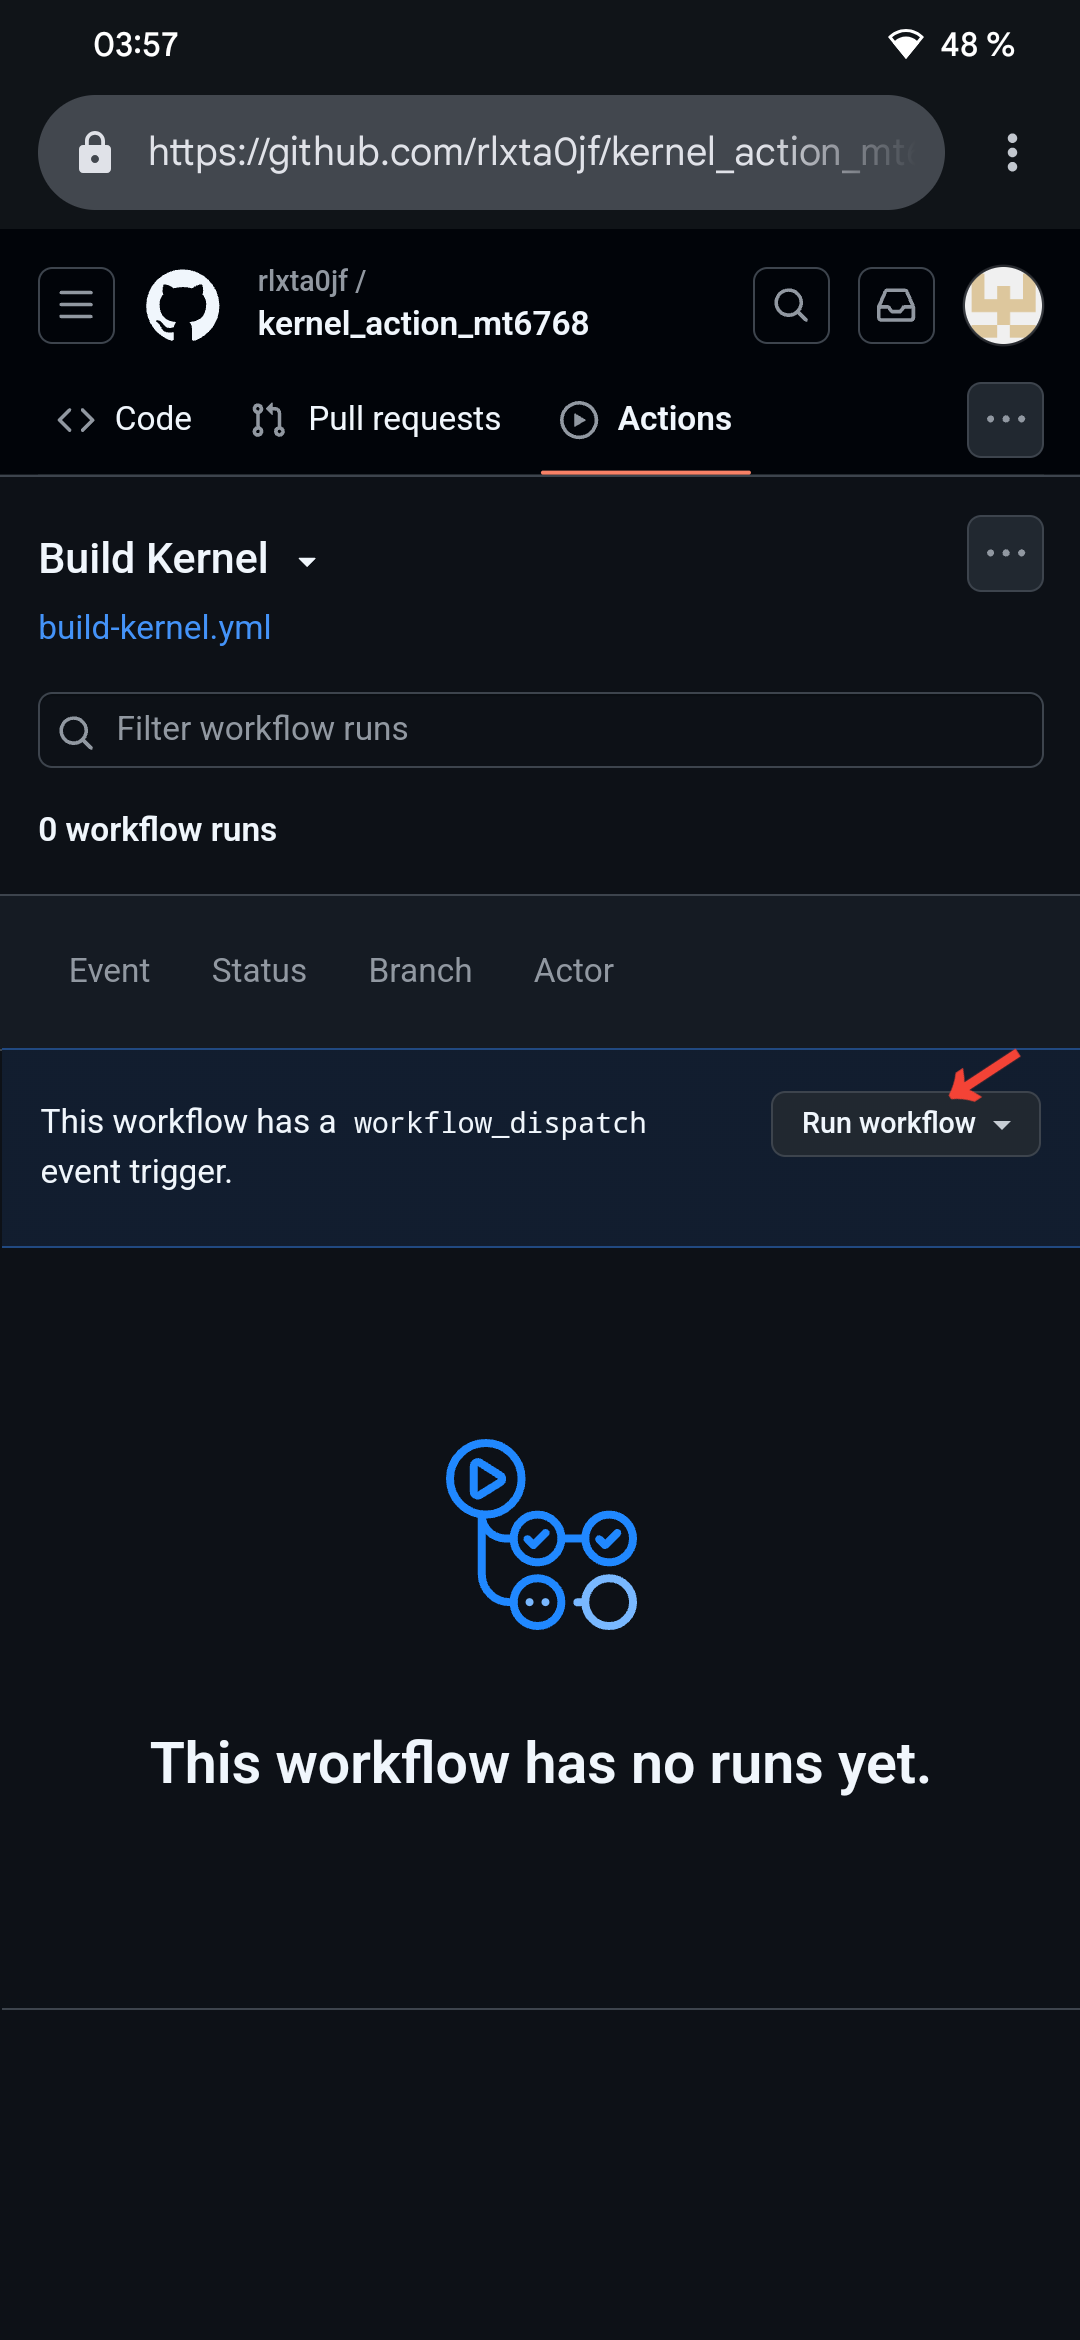 03:57
48 %
https://github.com/rlxta0jf/kernel_action_mt
rlxta0jf /
kernel_action_mt6768
Code
Pull requests
Actions
Build Kernel
build-kernel.yml
Filter workflow runs
0 workflow runs
Event
Status
Branch
Actor
This workflow has a workflow_dispatch
event trigger.
Run workflow
This workflow has no runs yet.